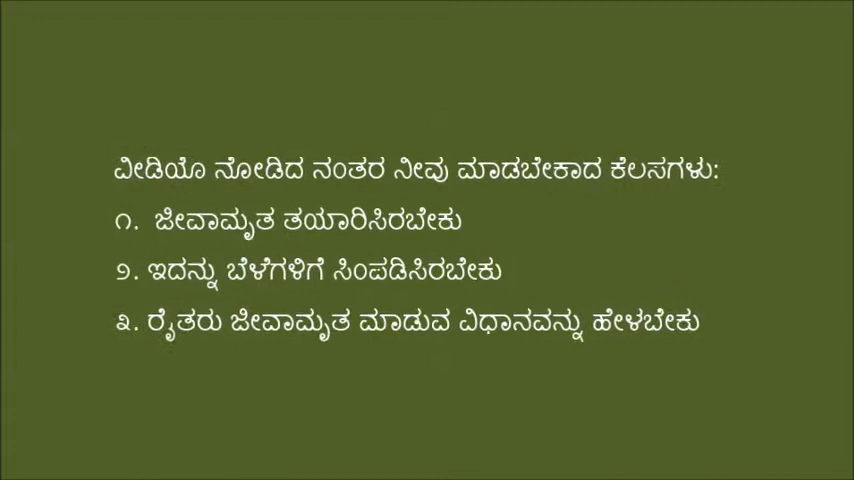 ವೀಡಿಯೊ ನೋಡಿದ ನಂತರ ನೀವು ಮಾಡಬೇಕಾದ ಕೆಲಸಗಳು:
೧. ಜೀವಾಮೃತ ತಯಾರಿಸಿರಬೇಕು
೨. ಇದನ್ನು ಬೆಳೆಗಳಿಗೆ ಸಿಂಪಡಿಸಿರಬೇಕು
೩. ರೈತರು ಜೀವಾಮೃತ ಮಾಡುವ ವಿಧಾನವನ್ನು ಹೇಳಬೇಕು